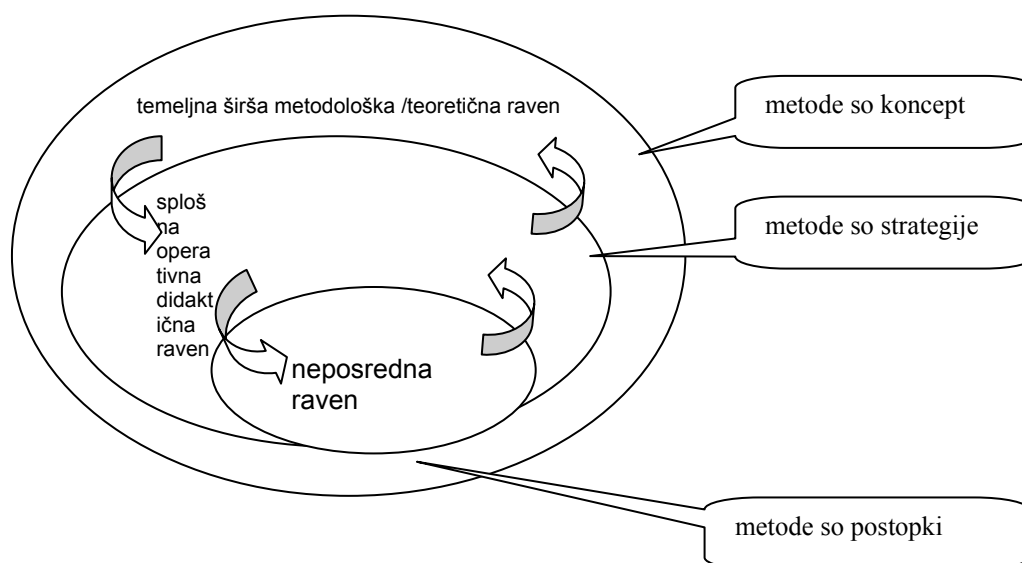 temeljna širša metodološka /teoretična raven
metode so koncept
sploš
na
opera
tivna
didakt
ična
raven
metode so strategije
neposredna
raven
metode so postopki